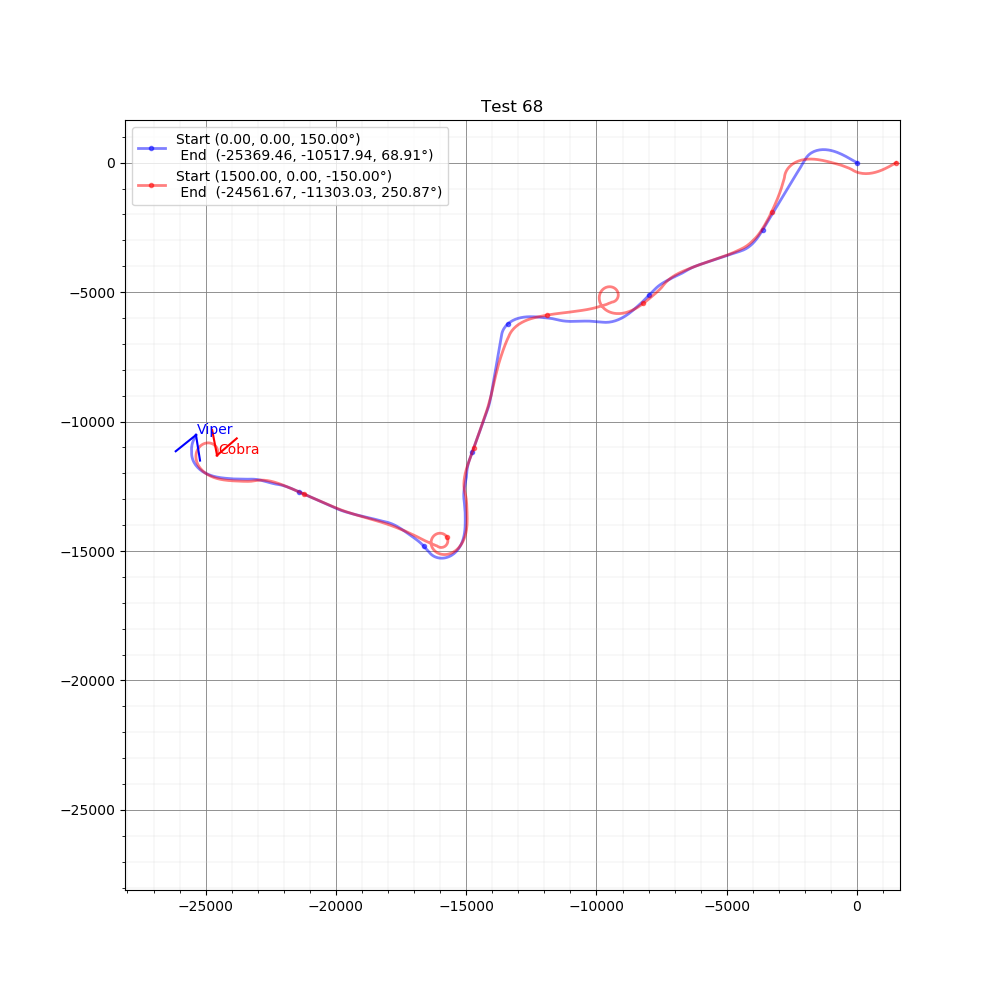 Test 68
Start (0.00, 0.00, 150.00°)
End (-25369.46, -10517.94, 68.91°)
Start (1500.00, 0.00, -150.00°)
End (-24561.67, -11303.03, 250.87°)
0
−5000
−10000
Viper
Cobra
−15000
−20000
−25000
−25000 −20000 −15000 −10000 −5000 0